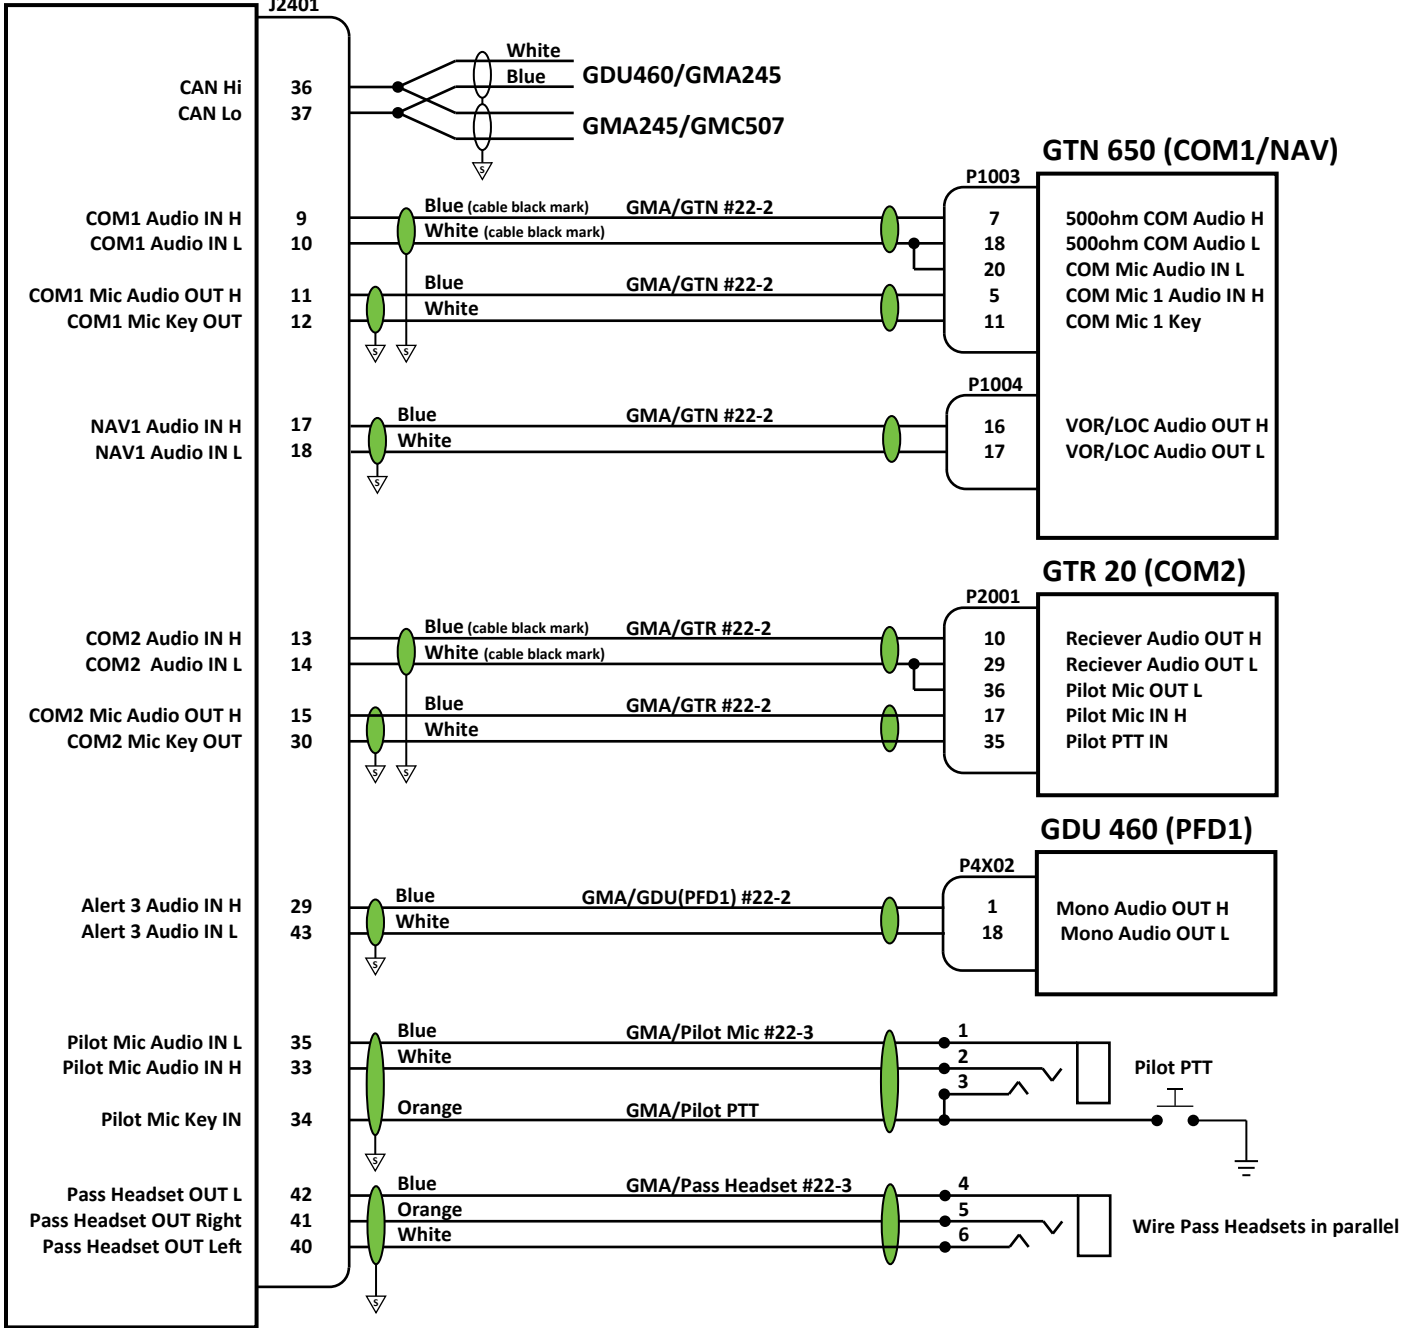 J2401
White
CAN Hi 36 Blue GDU460/GMA245
CAN Lo 37
GMA245/GMC507
S
GTN 650 (COM1/NAV)
P1003
Blue (cable black mark) GMA/GTN #22-2
COM1 Audio IN H 9 7 500ohm COM Audio H
White (cable black mark)
COM1 Audio IN L 10 18 500ohm COM Audio L
20 COM Mic Audio IN L
Blue GMA/GTN #22-2
COM1 Mic Audio OUT H 11 5 COM Mic 1 Audio IN H
White
COM1 Mic Key OUT 12 11 COM Mic 1 Key
S S
P1004
Blue GMA/GTN #22-2
NAV1 Audio IN H 17 16 VOR/LOC Audio OUT H
White
NAV1 Audio IN L 18 17 VOR/LOC Audio OUT L
S
GTR 20 (COM2)
P2001
Blue (cable black mark) GMA/GTR #22-2
COM2 Audio IN H 13 10 Reciever Audio OUT H
White (cable black mark)
COM2 Audio IN L 14 29 Reciever Audio OUT L
36 Pilot Mic OUT L
Blue GMA/GTR #22-2
COM2 Mic Audio OUT H 15 17 Pilot Mic IN H
White
COM2 Mic Key OUT 30 35 Pilot PTT IN
S S
GDU 460 (PFD1)
P4X02
Blue GMA/GDU(PFD1) #22-2
Alert 3 Audio IN H 29 1 Mono Audio OUT H
White
Alert 3 Audio IN L 43 18 Mono Audio OUT L
S
Blue GMA/Pilot Mic #22-3 1
Pilot Mic Audio IN L 35
White 2
Pilot Mic Audio IN H 33 Pilot PTT
3
Orange GMA/Pilot PTT
Pilot Mic Key IN 34
S
Blue GMA/Pass Headset #22-3 4
Pass Headset OUT L 42
Orange 5
Pass Headset OUT Right 41 Wire Pass Headsets in parallel
White 6
Pass Headset OUT Left 40
S